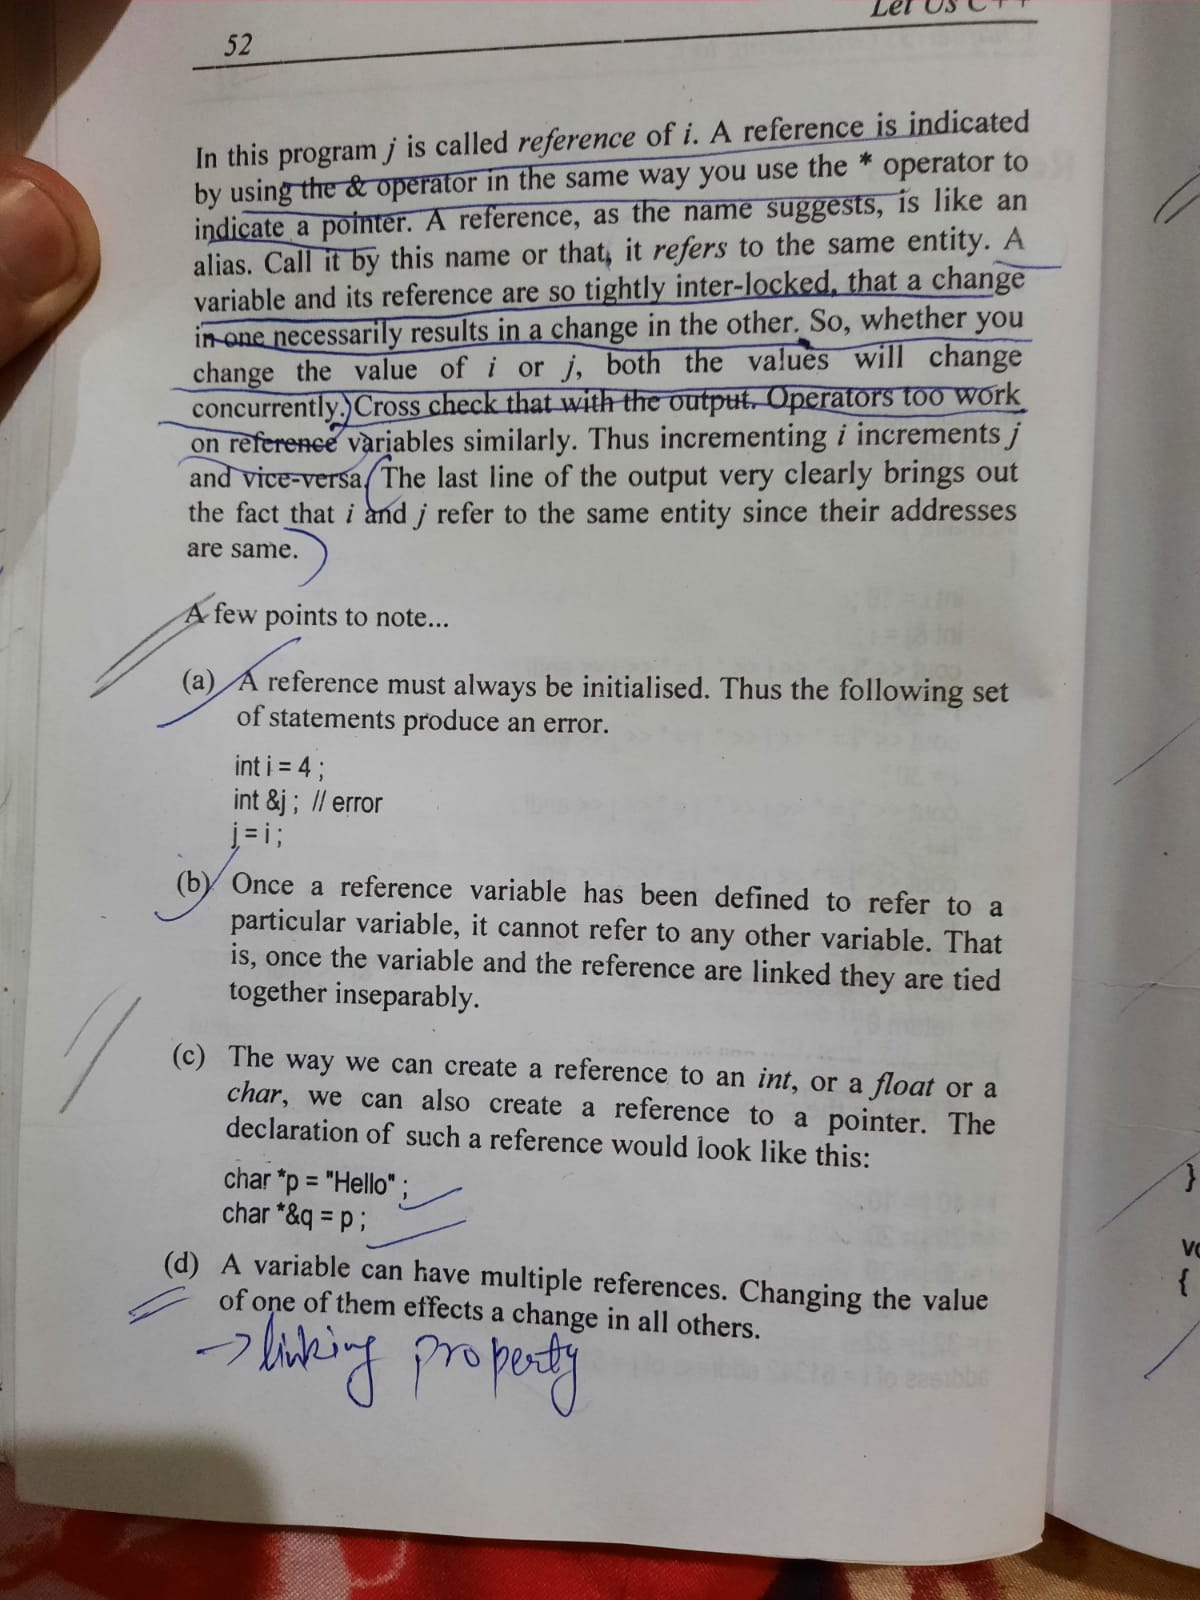 52
Let Us C++
In this program j is called reference of i. A reference is indicated
by using the & operator in the same way you use the * operator to
indicate a pointer. A reference, as the name suggests, is like an
alias. Call it by this name or that, it refers to the same entity. A
variable and its reference are so tightly inter-locked, that a change
in one necessarily results in a change in the other. So, whether you
change the value of i or j, both the values will change
concurrently. Cross check that with the output. Operators too work
on reference variables similarly. Thus incrementing i increments j
and vice-versa. The last line of the output very clearly brings out
the fact that i and j refer to the same entity since their addresses
are same.
A few points to note...
(a) A reference must always be initialised. Thus the following set
of statements produce an error.
int i = 4 ;
int &j ; // error
j = i ;
(b) Once a reference variable has been defined to refer to a
particular variable, it cannot refer to any other variable. That
is, once the variable and the reference are linked they are tied
together inseparably.
(c) The way we can create a reference to an int, or a float or a
char, we can also create a reference to a pointer. The
declaration of such a reference would look like this:
char *p = "Hello" ;
char *&q = p ;
(d) A variable can have multiple references. Changing the value
of one of them effects a change in all others.
→ linking property
}
{